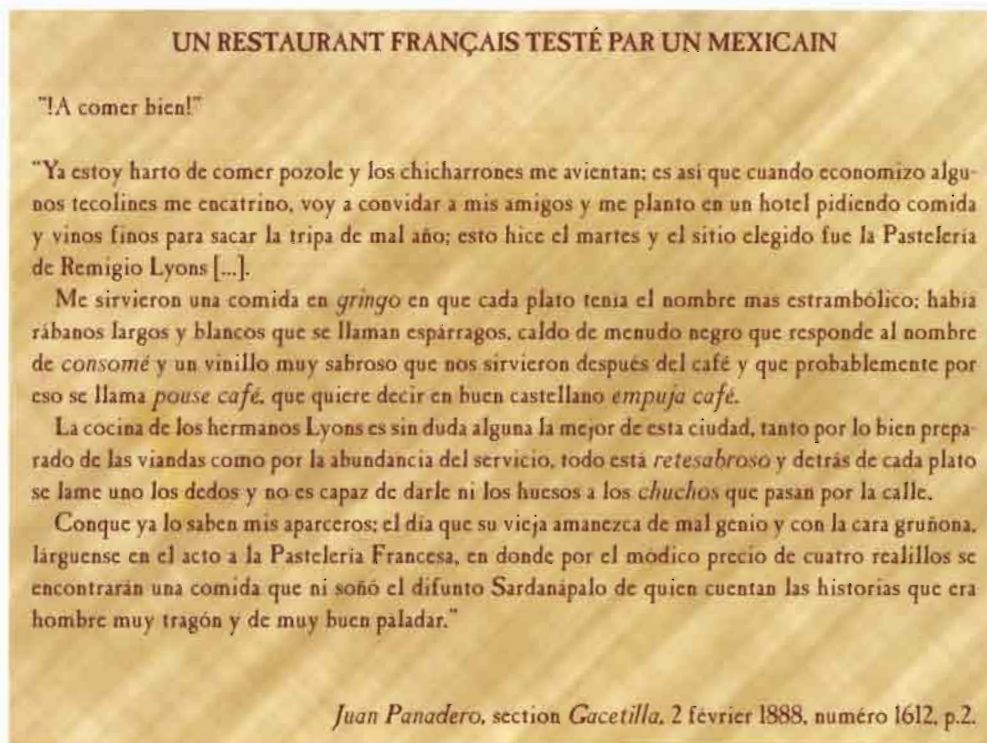 UN RESTAURANT FRANÇAIS TESTÉ PAR UN MEXICAIN
"!A comer bien!"
"Ya estoy harto de comer pozole y los chicharrones me avientan; es así que cuando economizo algu-
nos tecolines me encatrino, voy a convidar a mis amigos y me planto en un hotel pidiendo comida
y vinos finos para sacar la tripa de mal año; esto hice el martes y el sitio elegido fue la Pastelería
de Remigio Lyons [...].
Me sirvieron una comida en gringo en que cada plato tenía el nombre mas estrambólico; había
rábanos largos y blancos que se llaman espárragos, caldo de menudo negro que responde al nombre
de consomé y un vinillo muy sabroso que nos sirvieron después del café y que probablemente por
eso se llama pouse café, que quiere decir en buen castellano empuja café.
La cocina de los hermanos Lyons es sin duda alguna la mejor de esta ciudad, tanto por lo bien prepa-
rado de las viandas como por la abundancia del servicio, todo está retesabroso y detrás de cada plato
se lame uno los dedos y no es capaz de darle ni los huesos a los chuchos que pasan por la calle.
Conque ya lo saben mis aparceros; el día que su vieja amanezca de mal genio y con la cara gruñona,
lárguense en el acto a la Pastelería Francesa, en donde por el módico precio de cuatro realillos se
encontrarán una comida que ni soñó el difunto Sardanápalo de quien cuentan las historias que era
hombre muy tragón y de muy buen paladar."
Juan Panadero, section Gacetilla, 2 février 1888, numéro 1612, p.2.